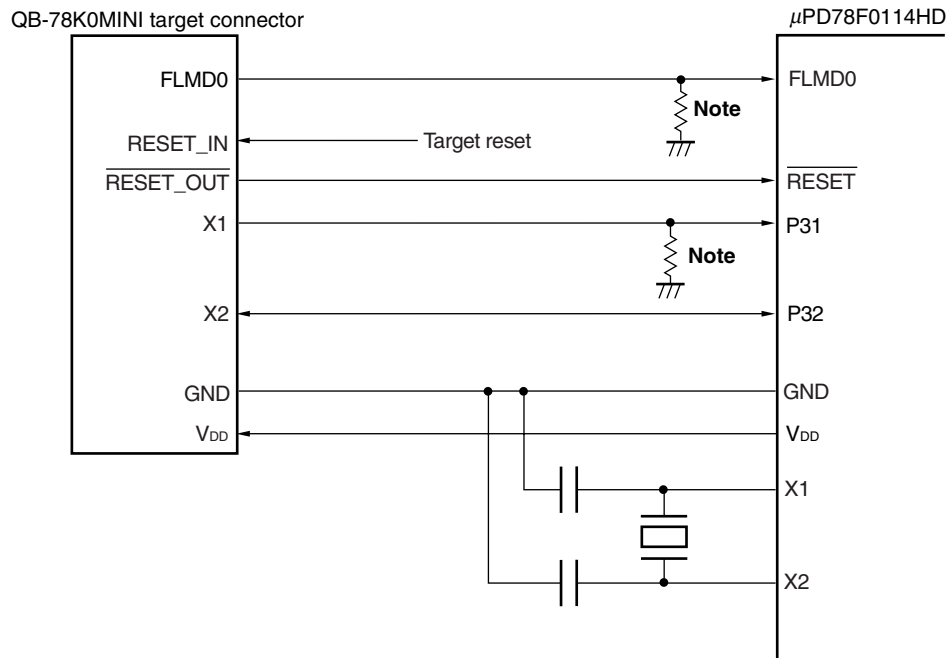 QB-78K0MINI target connector
μPD78F0114HD
FLMD0
FLMD0
Note
RESET_IN
Target reset
RESET_OUT
RESET
X1
P31
Note
X2
P32
GND
GND
VDD
VDD
X1
X2